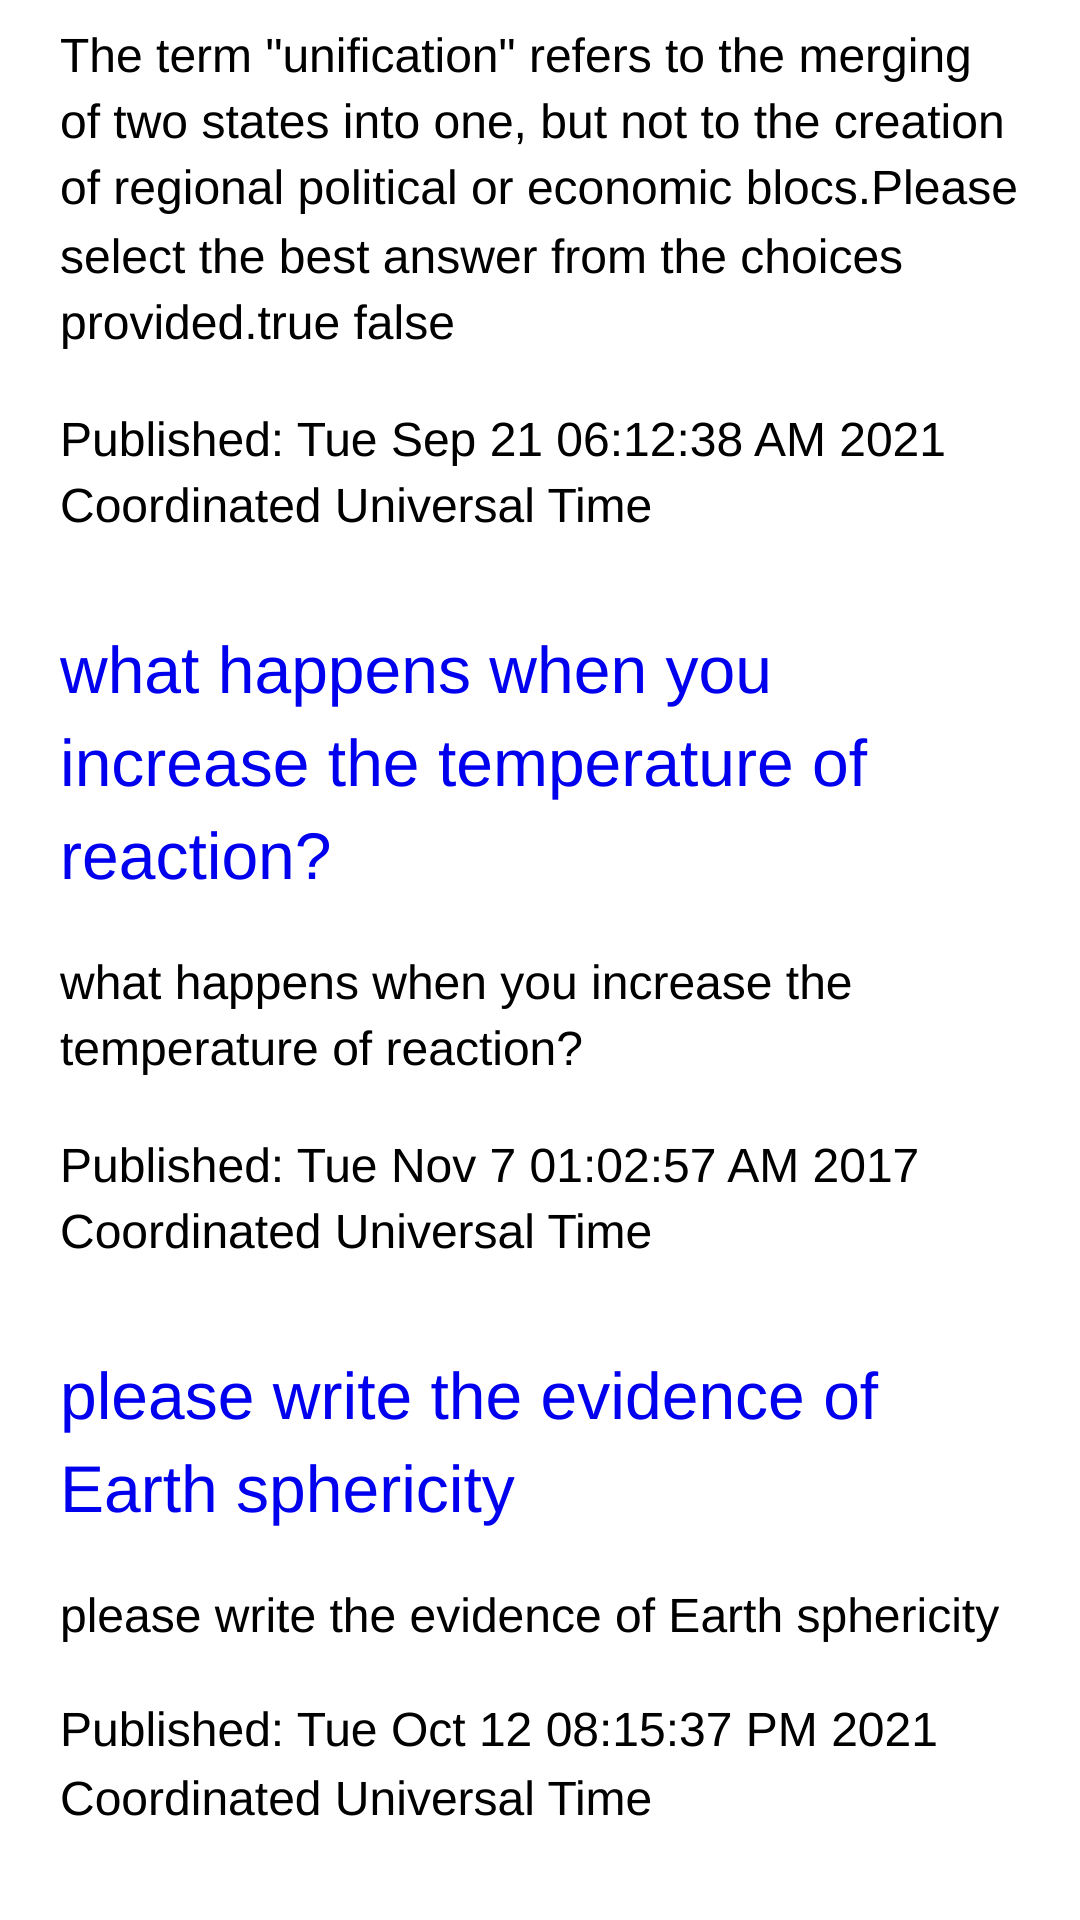 The term "unification" refers to the merging
of two states into one, but not to the creation
of regional political or economic blocs.Please
select the best answer from the choices
provided.true false
Published: Tue Sep 21 06:12:38 AM 2021
Coordinated Universal Time
what happens when you
increase the temperature of
reaction?
what happens when you increase the
temperature of reaction?
Published: Tue Nov 7 01:02:57 AM 2017
Coordinated Universal Time
please write the evidence of
Earth sphericity
please write the evidence of Earth sphericity
Published: Tue Oct 12 08:15:37 PM 2021
Coordinated Universal Time